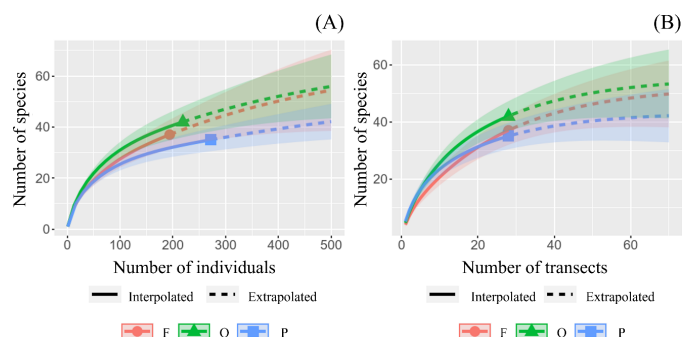 (A)
Number of species
60
40
20
0
0 100 200 300 400 500
Number of individuals
Interpolated Extrapolated
F O P
(B)
Number of species
60
40
20
0 20 40 60
Number of transects
Interpolated Extrapolated
F O P